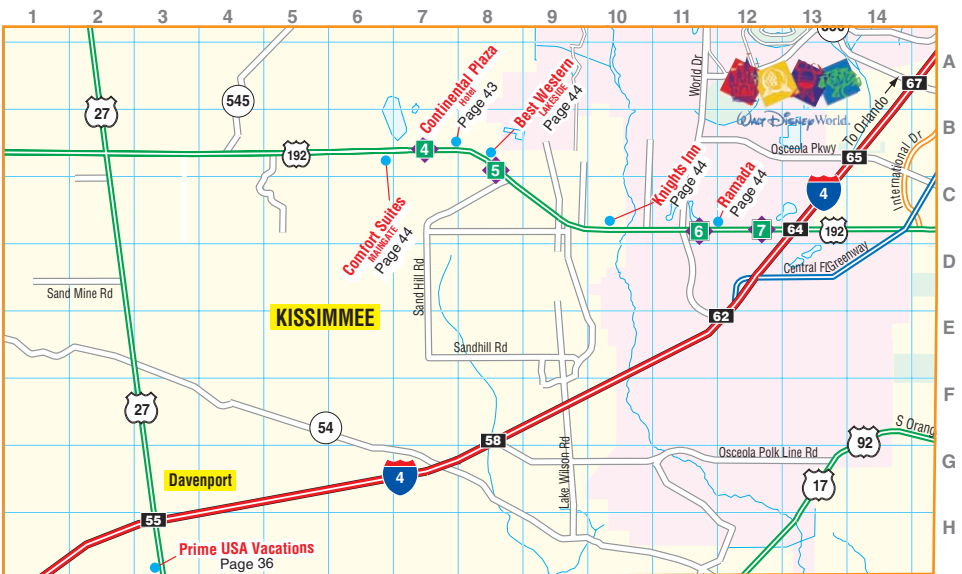 1 2 3 4 5 6 7 8 9 10 11 12 13 14
A
B
C
D
E
F
G
H
27
545
192
4
5
Continental Plaza
Hotel
Page 43
Best Western
LAKESIDE
Page 44
Comfort Suites
MAINGATE
Page 44
Knights Inn
Page 44
Ramada
Page 44
World Dr
Walt Disney World.
To Orlando
67
Osceola Pkwy
65
International Dr
4
6
7
64
192
Central Fl Greenway
62
Sand Mine Rd
Sand Hill Rd
KISSIMMEE
Sandhill Rd
27
54
58
Lake Wilson Rd
Osceola Polk Line Rd
S Orang
92
17
Davenport
4
55
Prime USA Vacations
Page 36